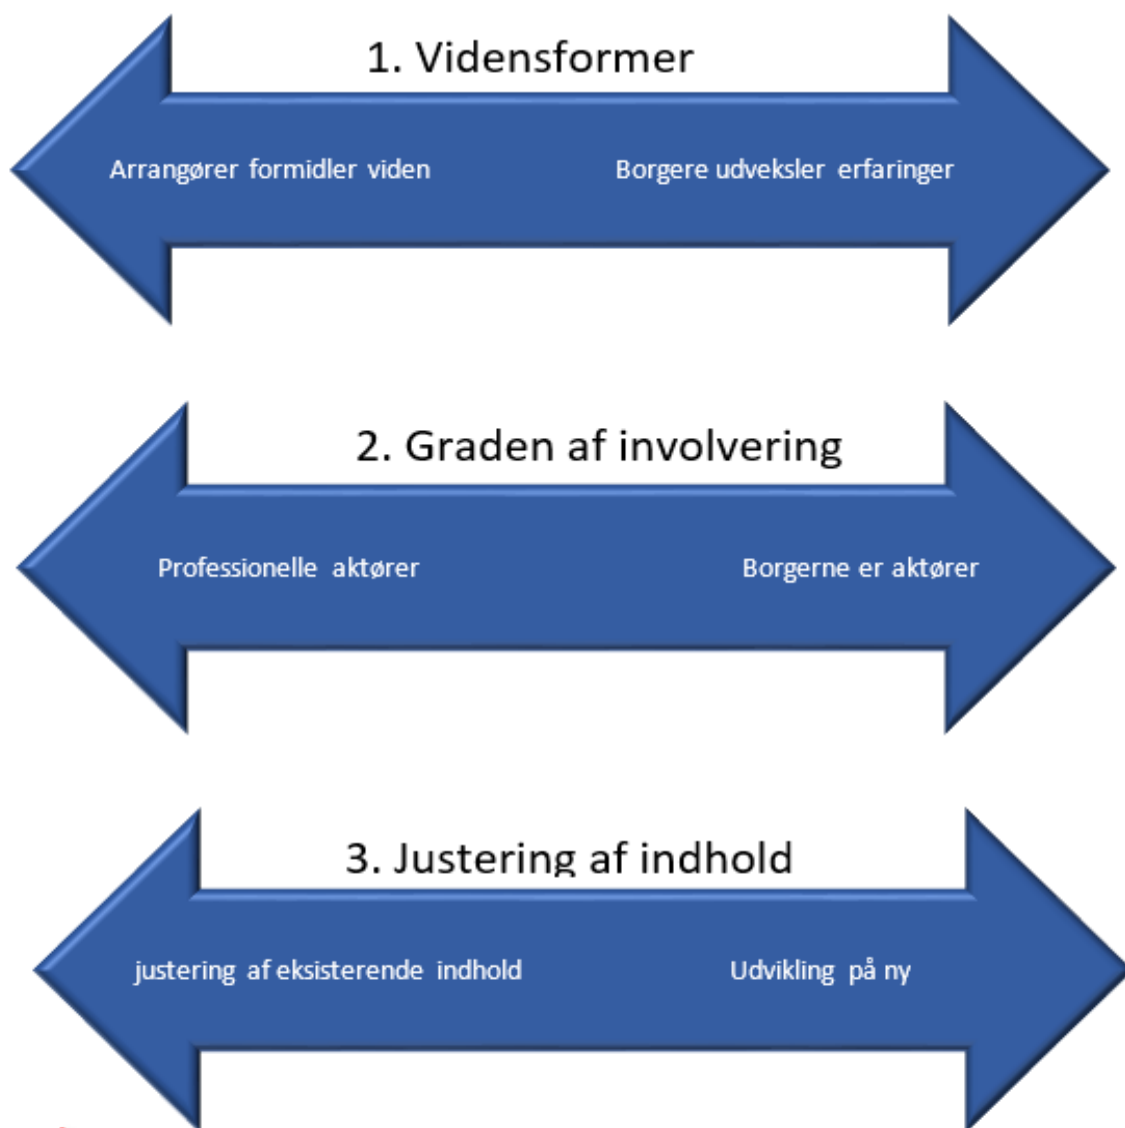 1. Vidensformer
Arrangører formidler viden
Borgere udveksler erfaringer
2. Graden af involvering
Professionelle aktører
Borgerne er aktører
3. Justering af indhold
justering af eksisterende indhold
Udvikling på ny